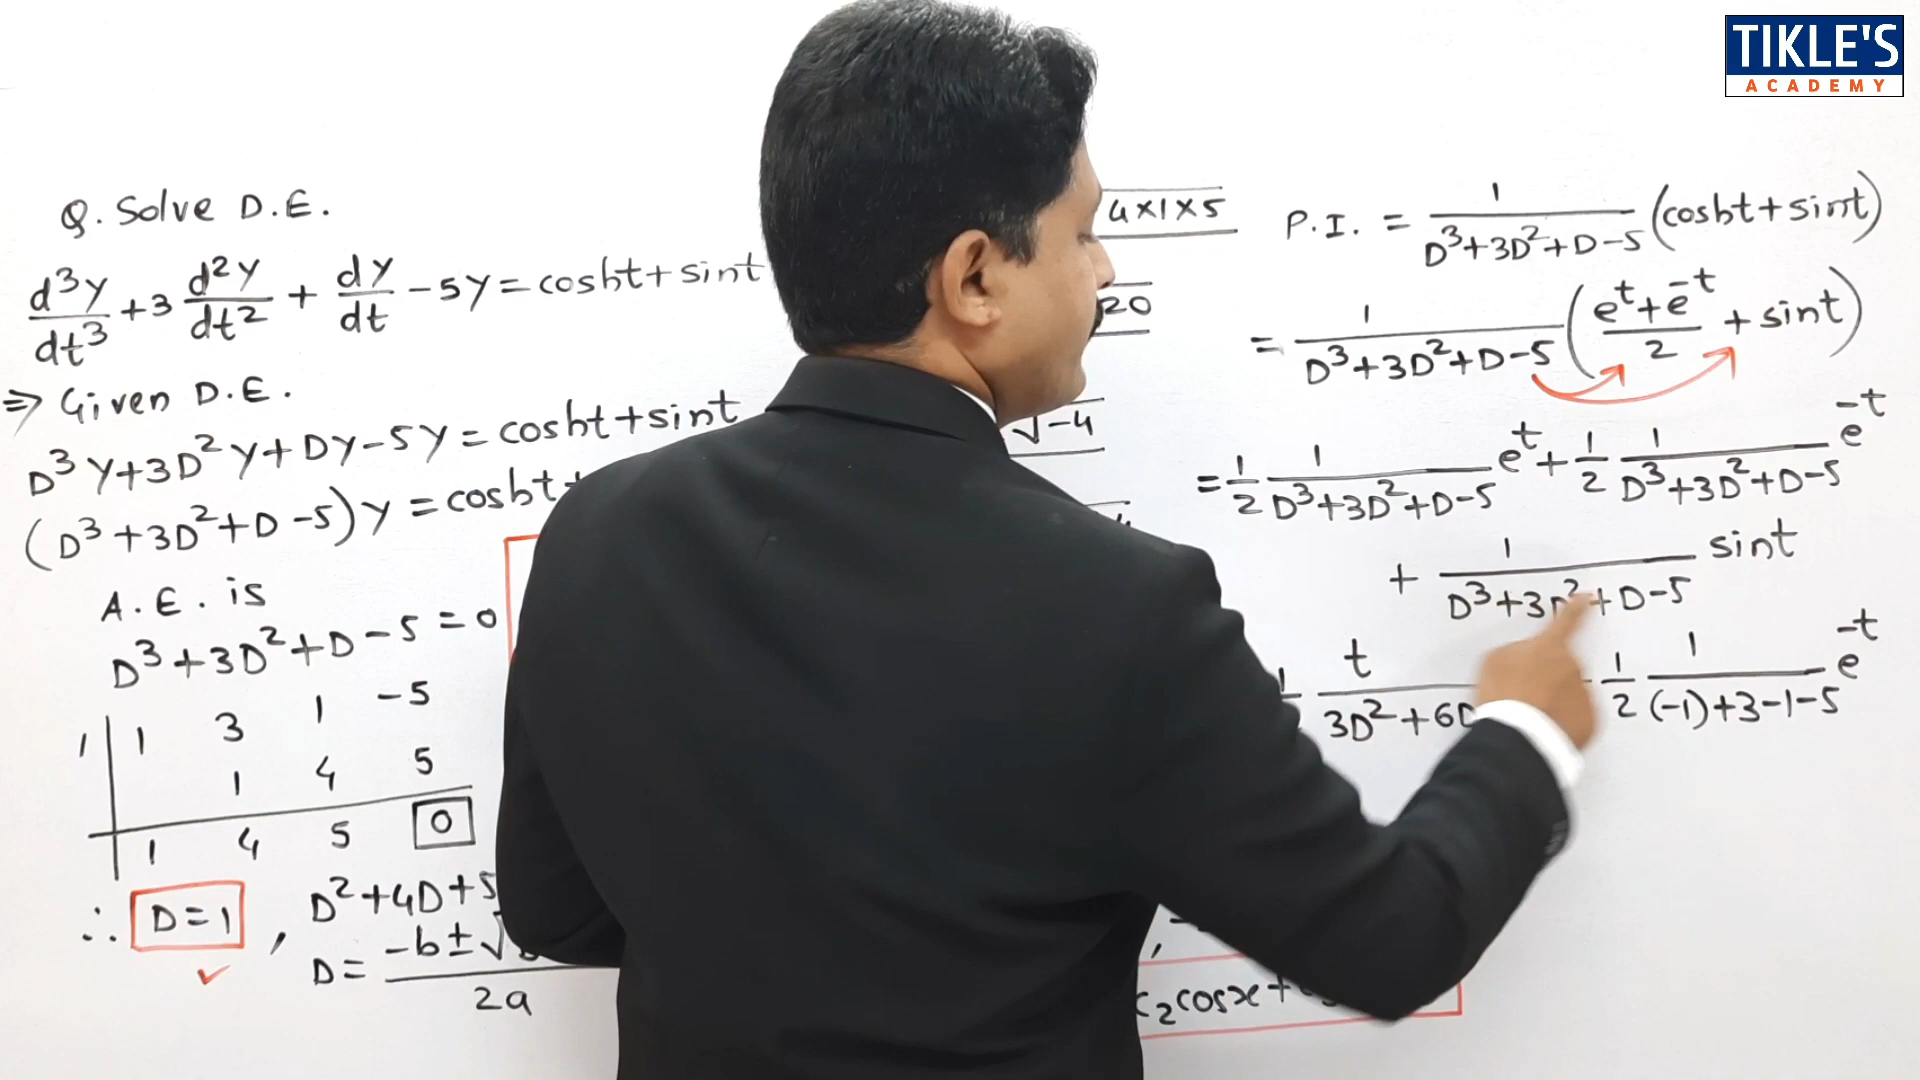 TIKLE'S
ACADEMY
Q. Solve D.E.
d³y/dt³ + 3 d²y/dt² + dy/dt - 5y = cosht + sint
⇒ Given D.E.
D³y + 3D²y + Dy - 5y = cosht + sint
(D³ + 3D² + D - 5)y = cosht +
A.E. is
D³ + 3D² + D - 5 = 0
1 | 1 3 1 -5
1 4 5
1 4 5 0
∴ D = 1 , D² + 4D + 5
D = -b ± √ / 2a
4×1×5
20
√-4
c₂cosx +
P.I. = 1/(D³+3D²+D-5) (cosht + sint)
= 1/(D³+3D²+D-5) ((e^t + e^-t)/2 + sint)
= 1/2 1/(D³+3D²+D-5) e^t + 1/2 1/(D³+3D²+D-5) e^-t
+ 1/(D³+3D²+D-5) sint
t/(3D²+6D 1/2 1/((-1)+3-1-5) e^-t